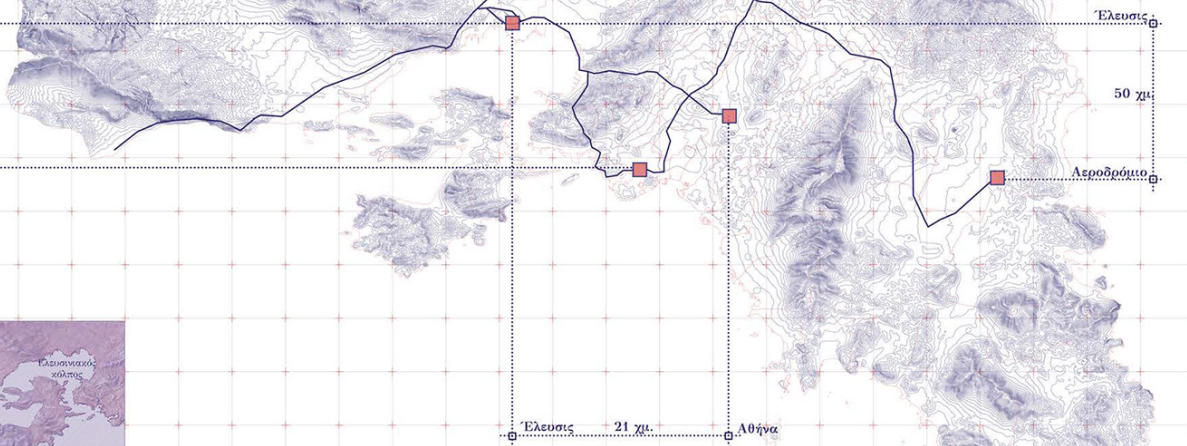 Έλευσις
50 χμ.
Αεροδρόμιο
Ελευσινιακός
κόλπος
Έλευσις 21 χμ. Αθήνα